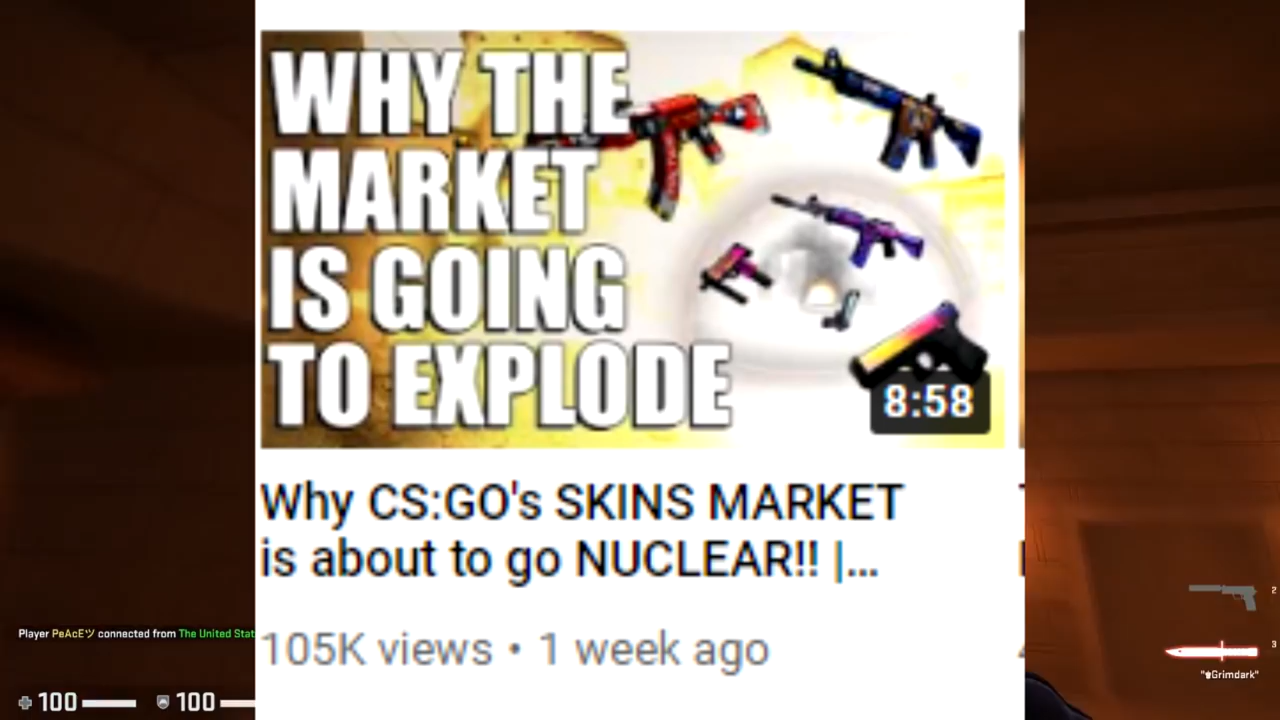 WHY THE
MARKET
IS GOING
TO EXPLODE
8:58
Why CS:GO's SKINS MARKET
is about to go NUCLEAR!! |...
105K views • 1 week ago
Player PeAcEツ connected from The United Stat
100
100
2
3
"♚Grimdark"